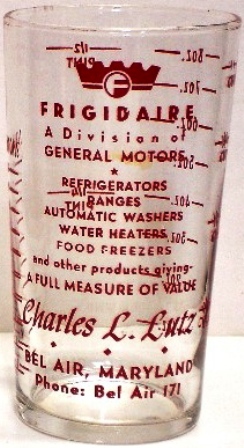 F
FRIGIDAIRE
A Division of
GENERAL MOTORS
REFRIGERATORS
RANGES
AUTOMATIC WASHERS
WATER HEATERS
FOOD FREEZERS
and other products giving-
A FULL MEASURE OF VALUE
Charles L. Lutz
BEL AIR, MARYLAND
Phone: Bel Air 171